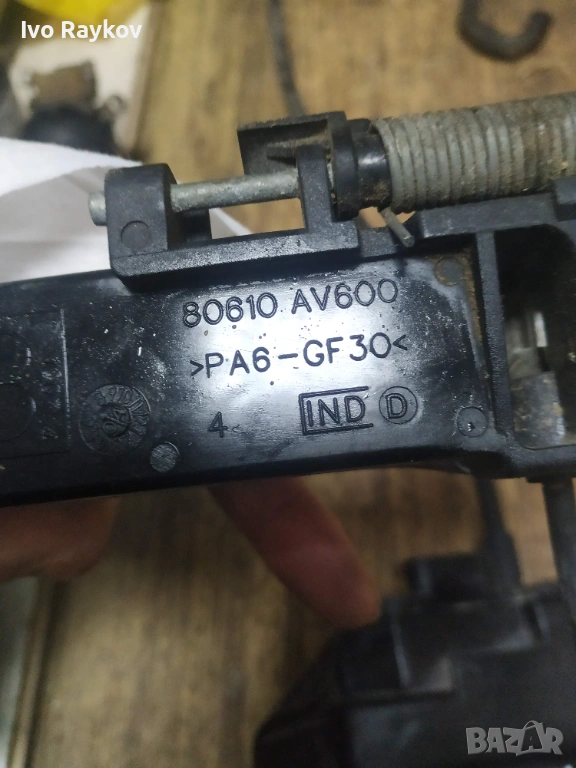 Ivo Raykov
80610 AV600
>PA6-GF30<
4
IND D
BAZAR